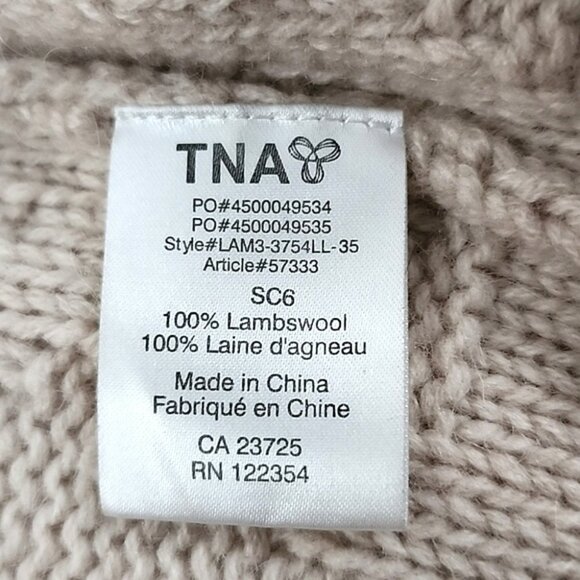 TNA
PO#4500049534
PO#4500049535
Style#LAM3-3754LL-35
Article#57333
SC6
100% Lambswool
100% Laine d'agneau
Made in China
Fabriqué en Chine
CA 23725
RN 122354